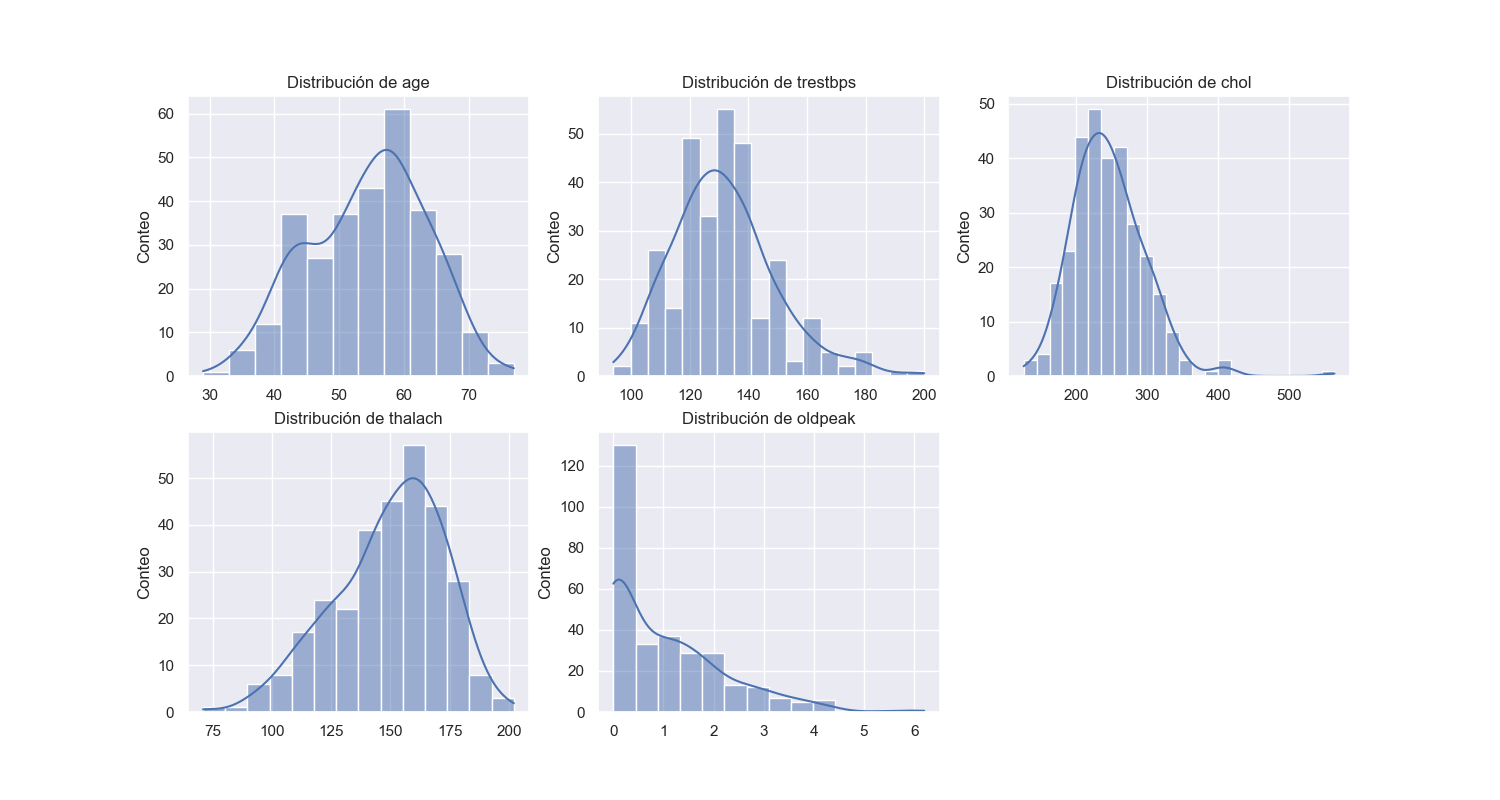 Distribución de age
Conteo
60
50
40
30
20
10
0
30 40 50 60 70
Distribución de trestbps
Conteo
50
40
30
20
10
0
100 120 140 160 180 200
Distribución de chol
Conteo
50
40
30
20
10
0
200 300 400 500
Distribución de thalach
Conteo
50
40
30
20
10
0
75 100 125 150 175 200
Distribución de oldpeak
Conteo
120
100
80
60
40
20
0
0 1 2 3 4 5 6